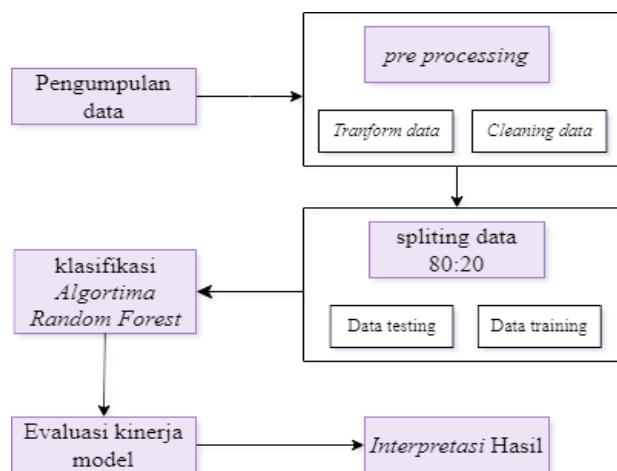 Pengumpulan
data
pre processing
Tranform data
Cleaning data
spliting data
80:20
Data testing
Data training
klasifikasi
Algortima
Random Forest
Evaluasi kinerja
model
Interpretasi Hasil